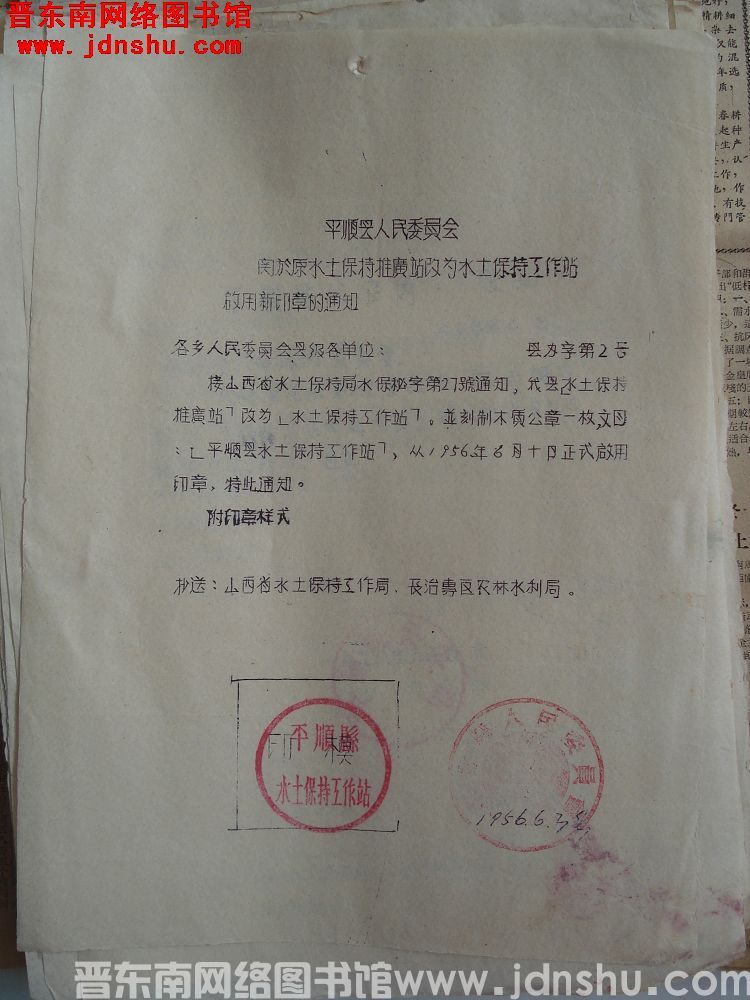 晋东南网络图书馆
www.jdnshu.com
平順县人民委員会
関於原水土保持推廣站改为水土保持工作站
啟用新印章的通知
各乡人民委員会县级各单位：　县办字第2号
接山西省水土保持局水保秘字第27號通知，我县「水土保持
推廣站」改为「水土保持工作站」。並刻制木质公章一枚，文曰
：「平順县水土保持工作站」，从1956年6月十日正式啟用
印章，特此通知。
附印章样式
抄送：山西省水土保持工作局、長治專区农林水利局。
印模
平順縣
水土保持工作站
人民委員會
1956.6.
晋东南网络图书馆www.jdnshu.com